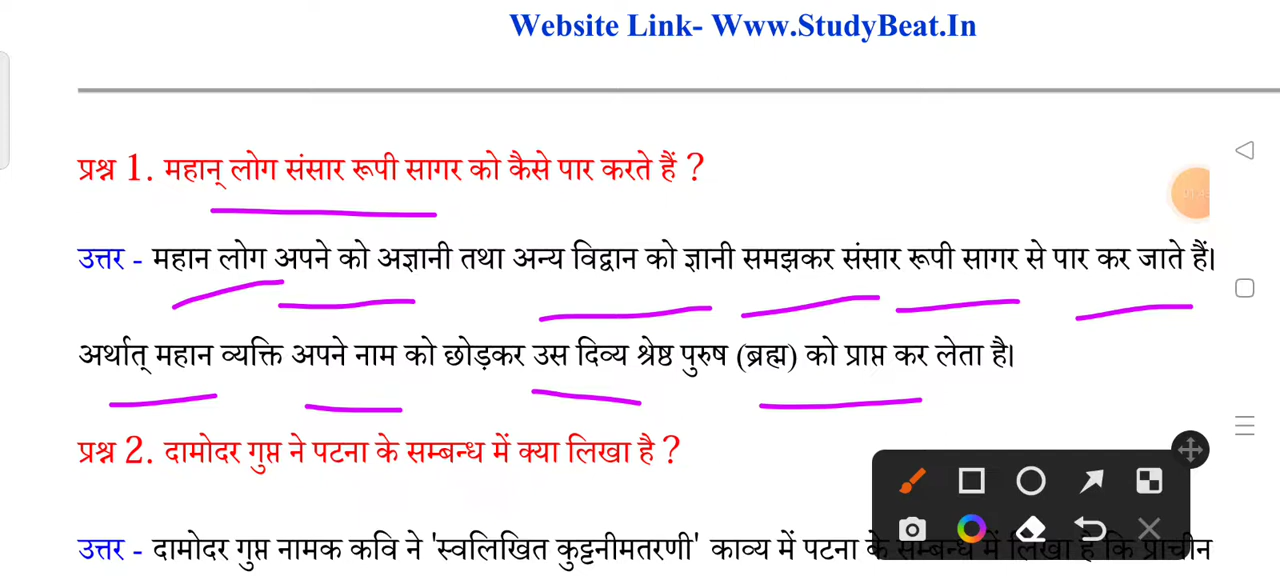 Website Link- Www.StudyBeat.In
प्रश्न 1. महान् लोग संसार रूपी सागर को कैसे पार करते हैं ?
उत्तर - महान लोग अपने को अज्ञानी तथा अन्य विद्वान को ज्ञानी समझकर संसार रूपी सागर से पार कर जाते हैं।
अर्थात् महान व्यक्ति अपने नाम को छोड़कर उस दिव्य श्रेष्ठ पुरुष (ब्रह्म) को प्राप्त कर लेता है।
प्रश्न 2. दामोदर गुप्त ने पटना के सम्बन्ध में क्या लिखा है ?
उत्तर - दामोदर गुप्त नामक कवि ने 'स्वलिखित कुट्टनीमतरणी' काव्य में पटना के सम्बन्ध में लिखा है कि प्राचीन